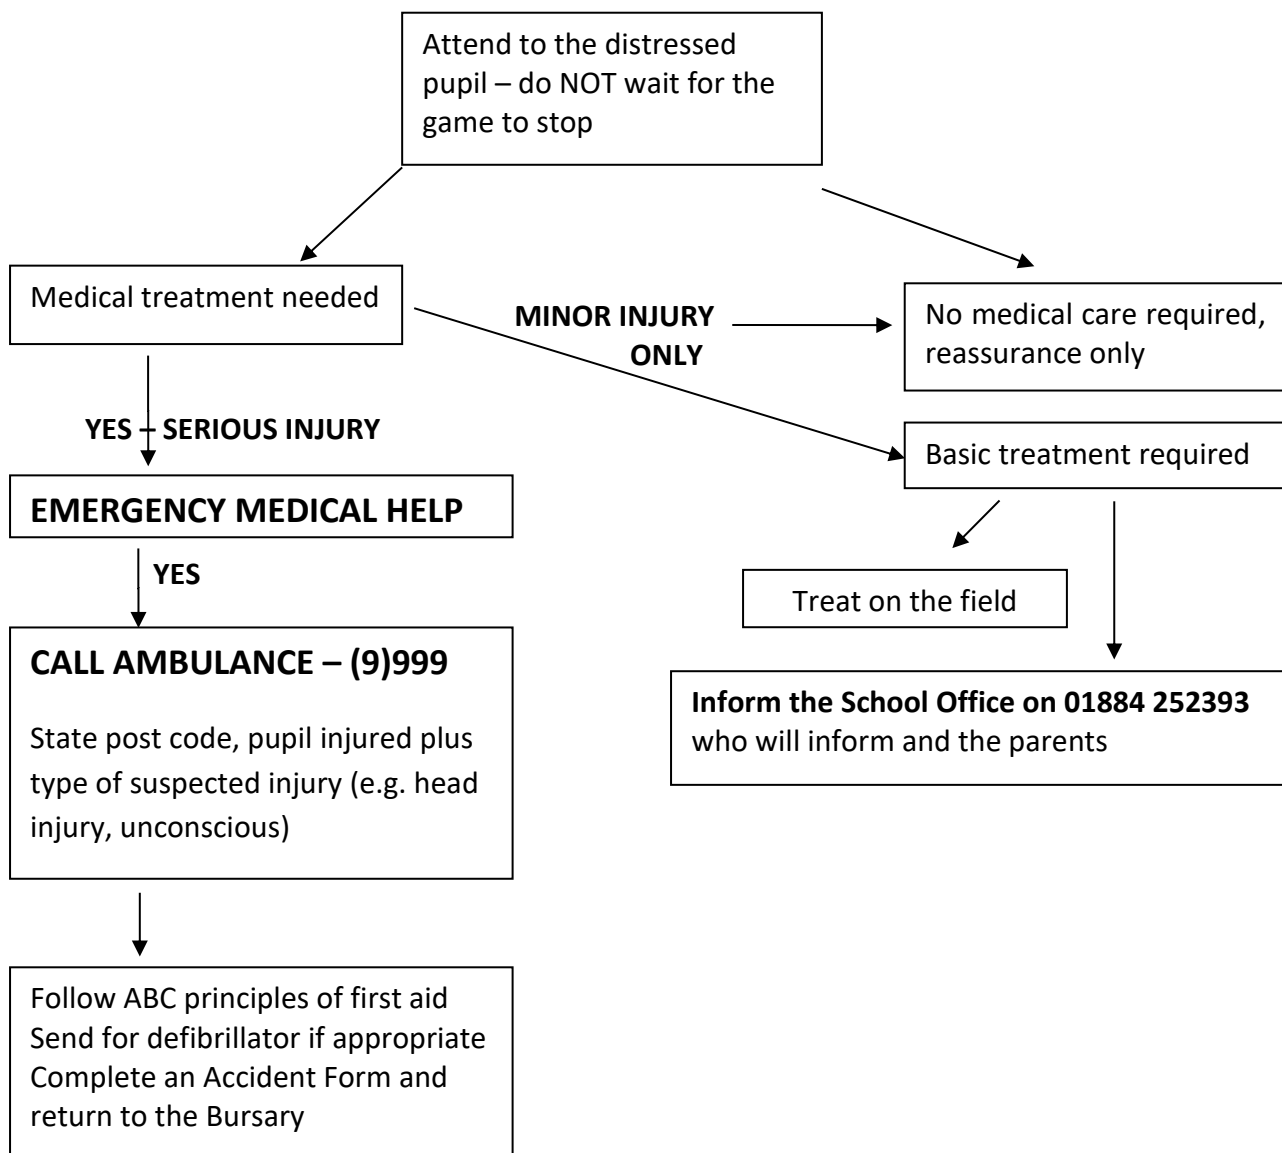 Attend to the distressed
pupil – do NOT wait for the
game to stop
Medical treatment needed
MINOR INJURY
ONLY
No medical care required,
reassurance only
YES – SERIOUS INJURY
Basic treatment required
EMERGENCY MEDICAL HELP
YES
Treat on the field
CALL AMBULANCE – (9)999
State post code, pupil injured plus
type of suspected injury (e.g. head
injury, unconscious)
Inform the School Office on 01884 252393
who will inform and the parents
Follow ABC principles of first aid
Send for defibrillator if appropriate
Complete an Accident Form and
return to the Bursary